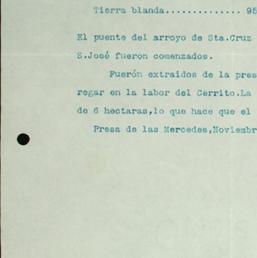 Tierra blanda.............. 95
El puente del arroyo de Sta.Cruz
S.José fueron comenzados.
Fuerón extraidos de la pres
regar en la labor del Cerrito.La
de 6 hectaras,lo que hace que el
Presa de las Mercedes,Noviembr